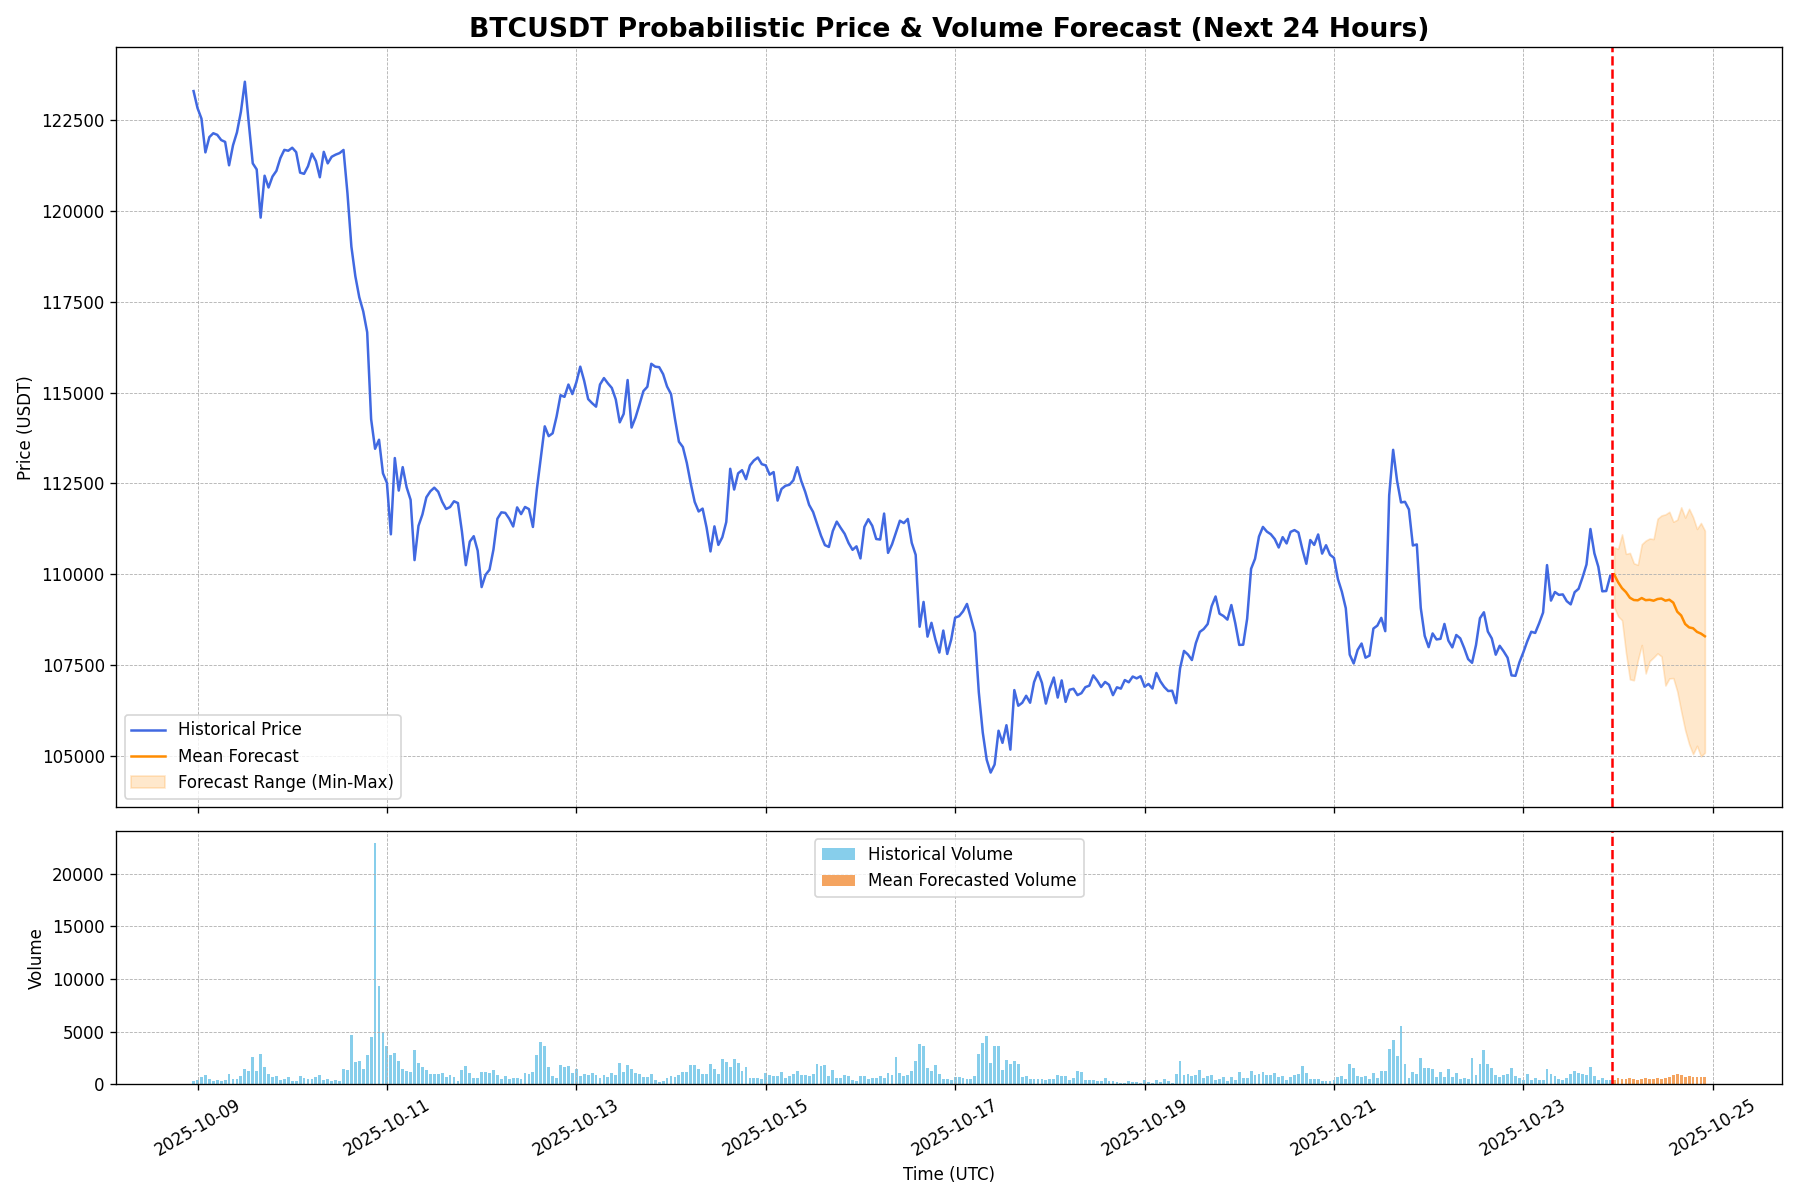 BTCUSDT Probabilistic Price & Volume Forecast (Next 24 Hours)
122500
120000
117500
115000
112500
110000
107500
105000
Price (USDT)
Historical Price
Mean Forecast
Forecast Range (Min-Max)
Historical Volume
Mean Forecasted Volume
20000
15000
10000
5000
0
Volume
2025-10-09
2025-10-11
2025-10-13
2025-10-15
2025-10-17
2025-10-19
2025-10-21
2025-10-23
2025-10-25
Time (UTC)